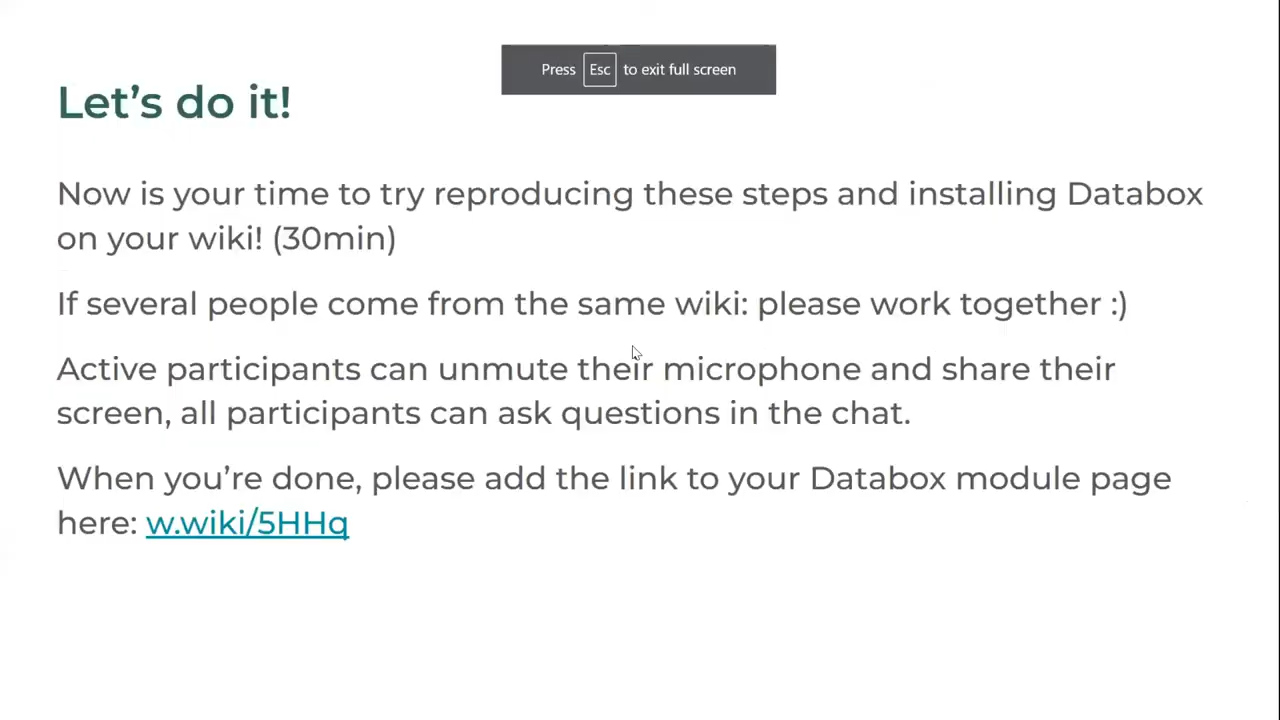 Press Esc to exit full screen
Let’s do it!
Now is your time to try reproducing these steps and installing Databox
on your wiki! (30min)
If several people come from the same wiki: please work together :)
Active participants can unmute their microphone and share their
screen, all participants can ask questions in the chat.
When you’re done, please add the link to your Databox module page
here: w.wiki/5HHq